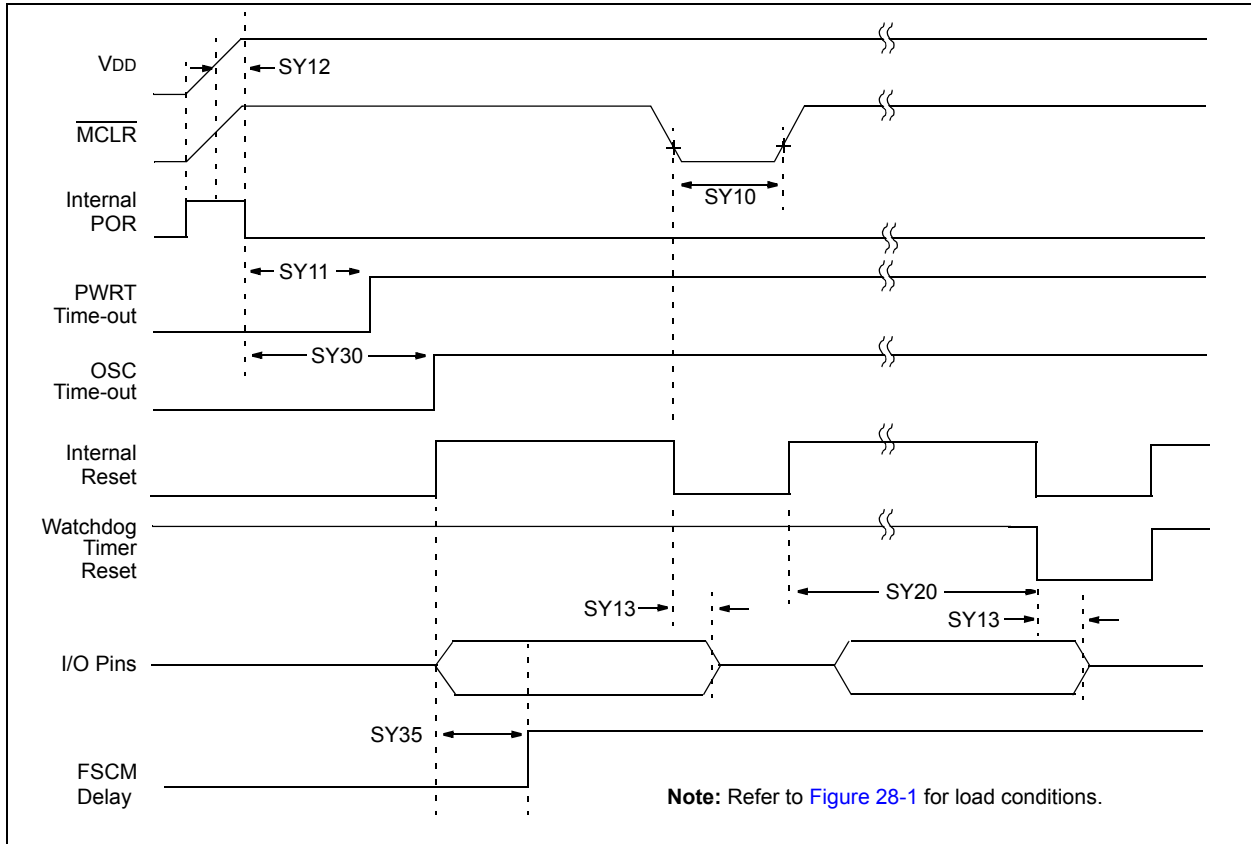 VDD
SY12
MCLR
SY10
Internal
POR
SY11
PWRT
Time-out
SY30
OSC
Time-out
Internal
Reset
Watchdog
Timer
Reset
SY20
SY13
SY13
I/O Pins
SY35
FSCM
Delay
Note: Refer to Figure 28-1 for load conditions.